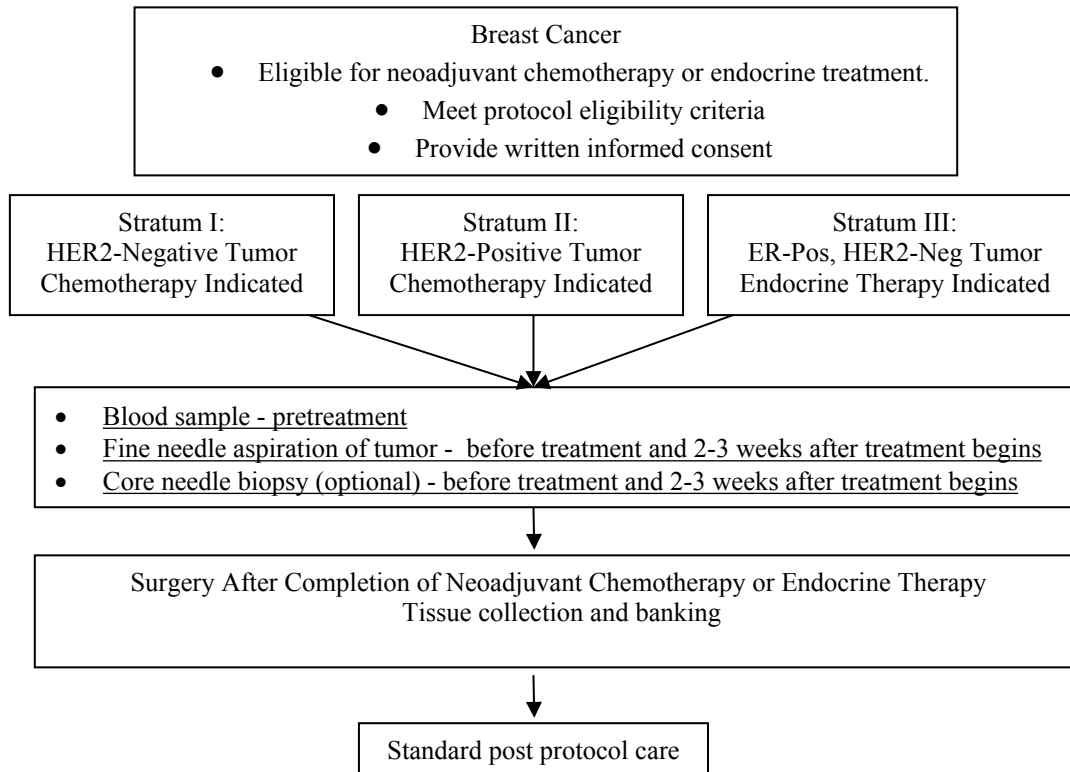 Breast Cancer
● Eligible for neoadjuvant chemotherapy or endocrine treatment.
● Meet protocol eligibility criteria
● Provide written informed consent
Stratum I:
HER2-Negative Tumor
Chemotherapy Indicated
Stratum II:
HER2-Positive Tumor
Chemotherapy Indicated
Stratum III:
ER-Pos, HER2-Neg Tumor
Endocrine Therapy Indicated
• Blood sample - pretreatment
• Fine needle aspiration of tumor -  before treatment and 2-3 weeks after treatment begins
• Core needle biopsy (optional) - before treatment and 2-3 weeks after treatment begins
Surgery After Completion of Neoadjuvant Chemotherapy or Endocrine Therapy
Tissue collection and banking
Standard post protocol care